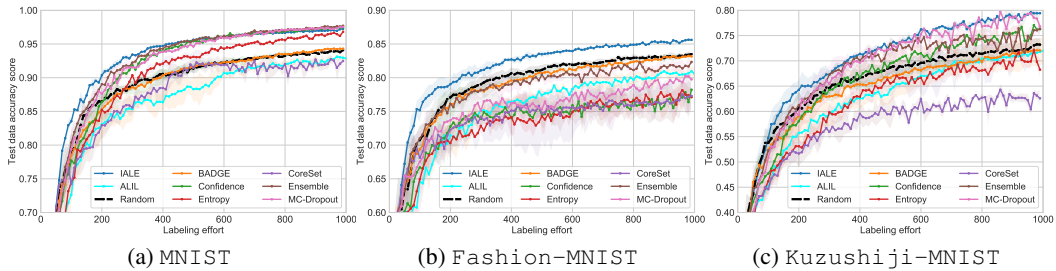 1.00
0.95
0.90
0.85
0.80
0.75
0.70
Test data accuracy score
IALE BADGE CoreSet
ALIL Confidence Ensemble
Random Entropy MC-Dropout
0 200 400 600 800 1000
Labeling effort
(a) MNIST
0.85
0.80
0.75
0.70
0.65
0.60
Test data accuracy score
IALE BADGE CoreSet
ALIL Confidence Ensemble
Random Entropy MC-Dropout
0 200 400 600 800 1000
Labeling effort
(b) Fashion-MNIST
0.80
0.75
0.70
0.65
0.60
0.55
0.50
0.45
0.40
Test data accuracy score
IALE BADGE CoreSet
ALIL Confidence Ensemble
Random Entropy MC-Dropout
0 200 400 600 800 1000
Labeling effort
(c) Kuzushiji-MNIST